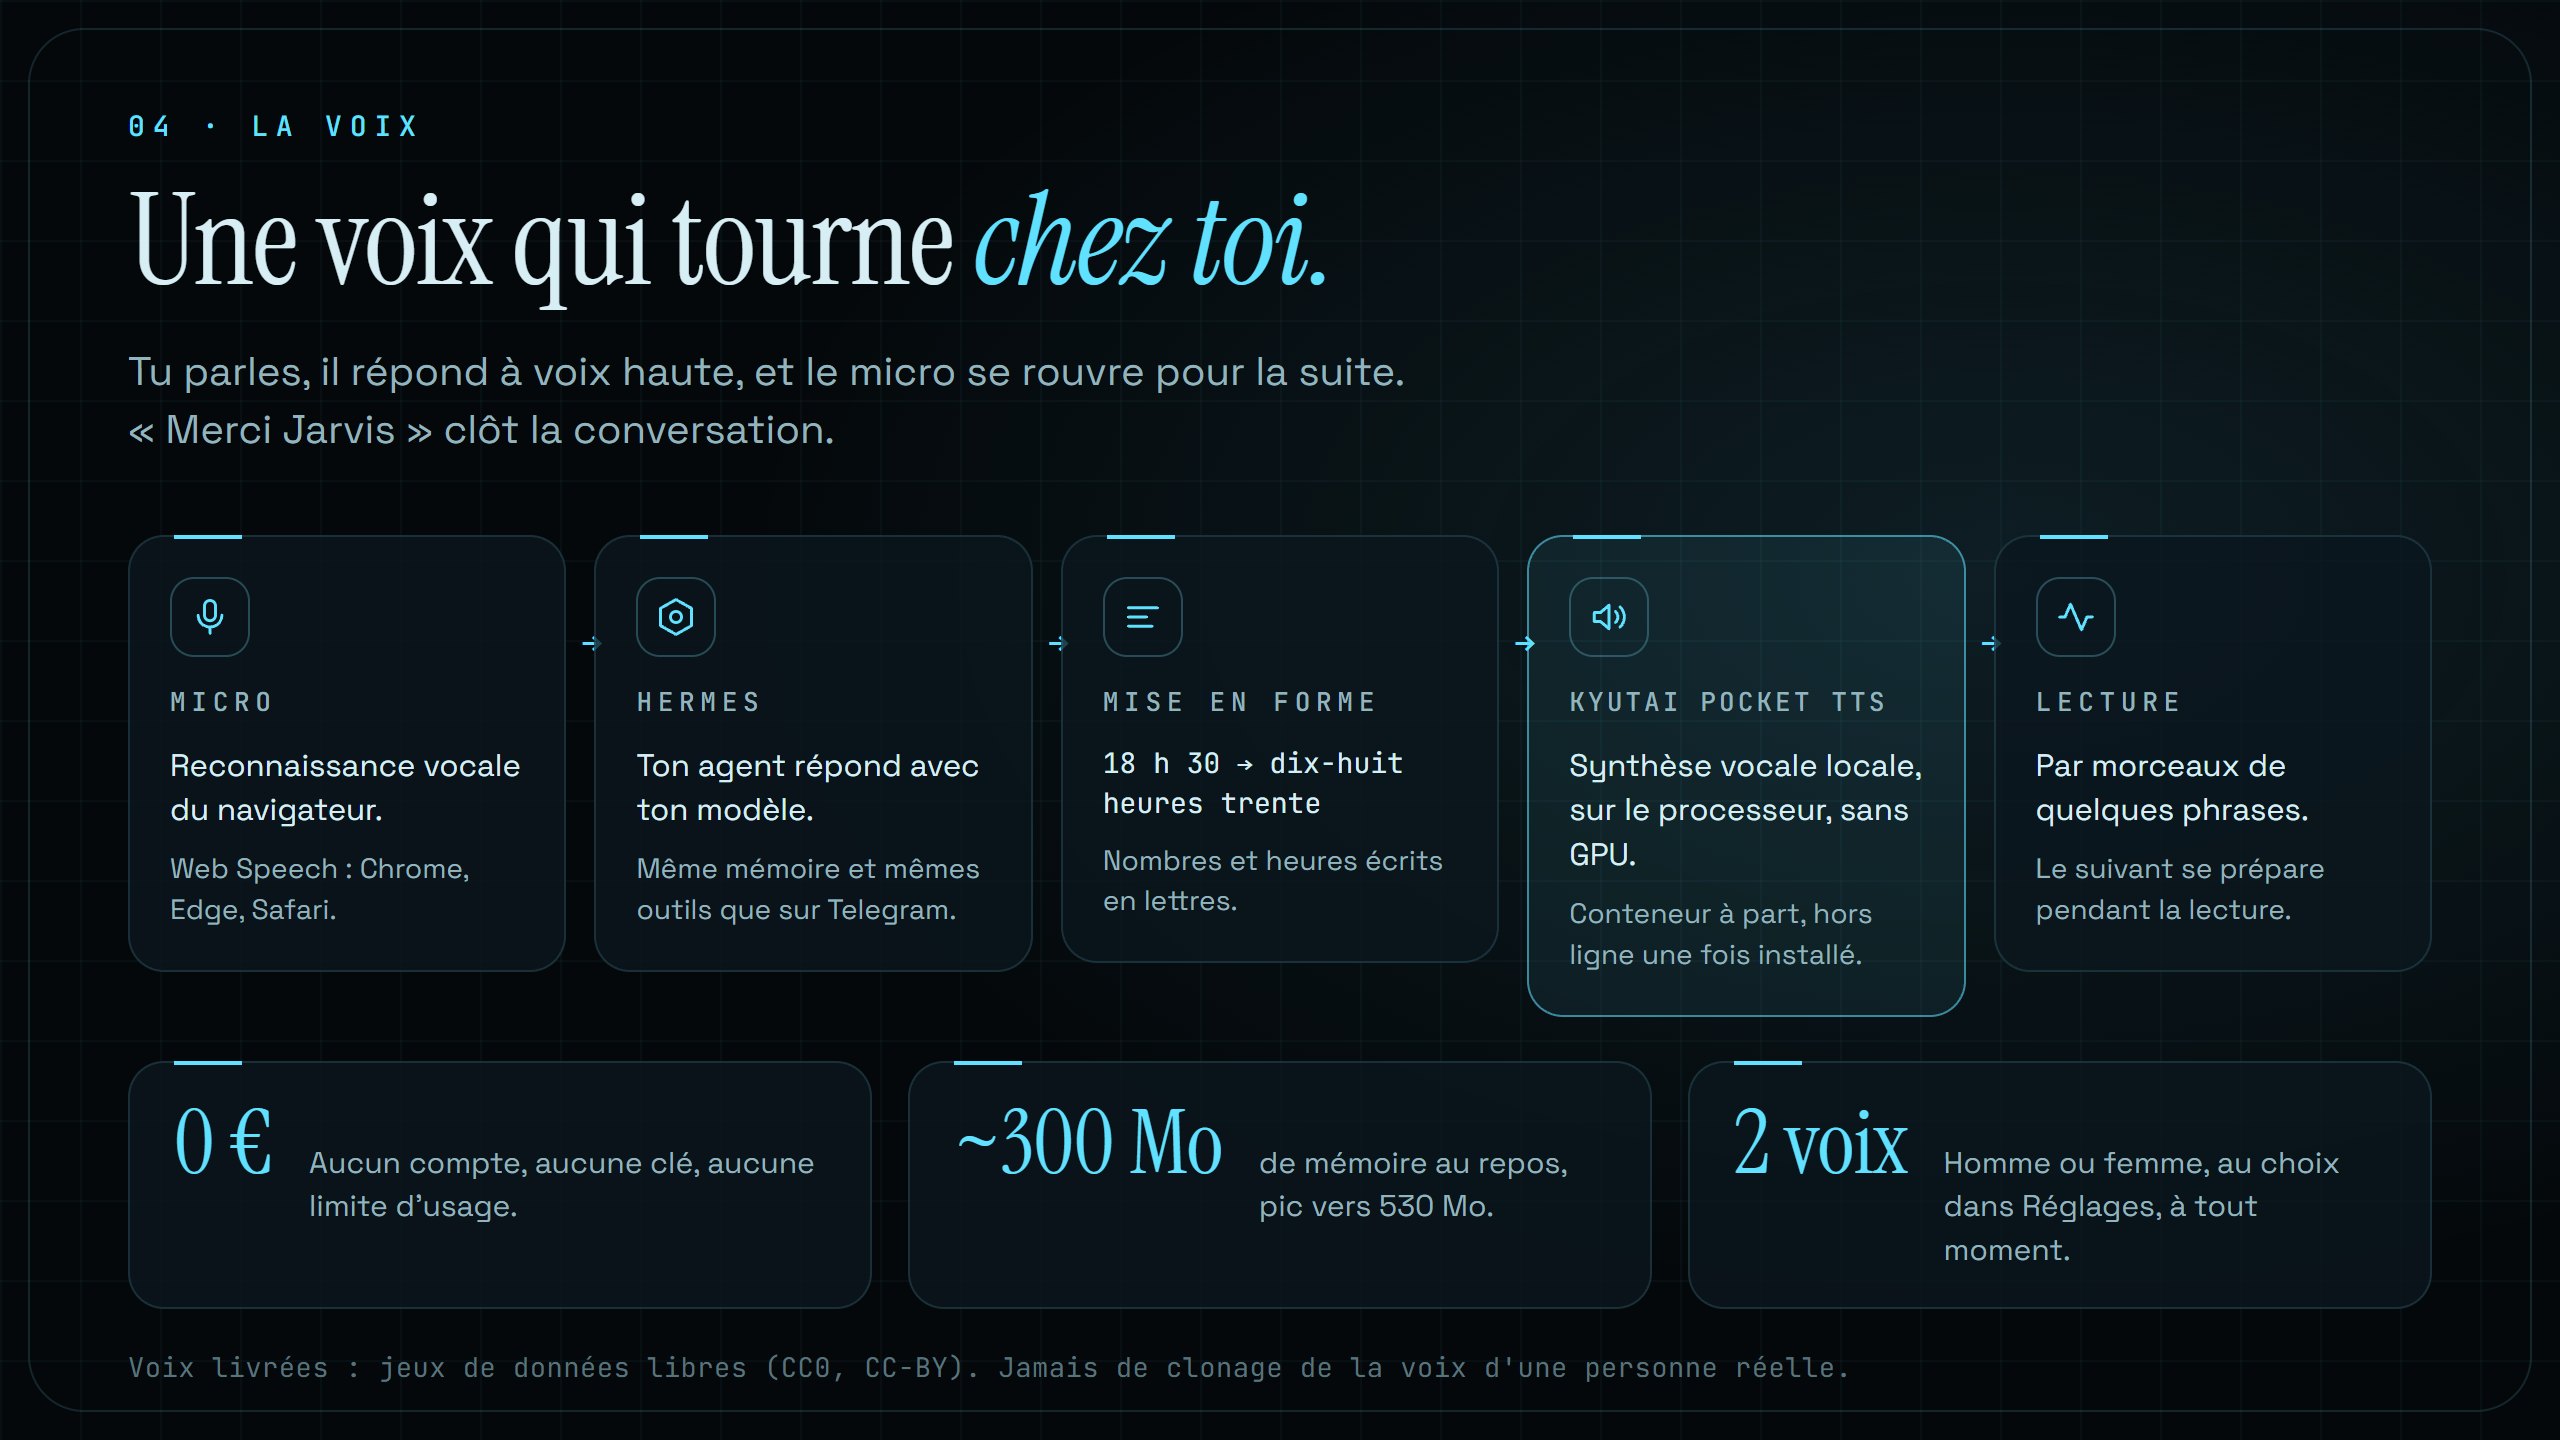 04 · LA VOIX
Une voix qui tourne chez toi.
Tu parles, il répond à voix haute, et le micro se rouvre pour la suite.
« Merci Jarvis » clôt la conversation.
MICRO
Reconnaissance vocale
du navigateur.
Web Speech : Chrome,
Edge, Safari.
→
HERMES
Ton agent répond avec
ton modèle.
Même mémoire et mêmes
outils que sur Telegram.
→
MISE EN FORME
18 h 30 → dix-huit
heures trente
Nombres et heures écrits
en lettres.
→
KYUTAI POCKET TTS
Synthèse vocale locale,
sur le processeur, sans
GPU.
Conteneur à part, hors
ligne une fois installé.
→
LECTURE
Par morceaux de
quelques phrases.
Le suivant se prépare
pendant la lecture.
0 €
Aucun compte, aucune clé, aucune
limite d’usage.
~300 Mo
de mémoire au repos,
pic vers 530 Mo.
2 voix
Homme ou femme, au choix
dans Réglages, à tout
moment.
Voix livrées : jeux de données libres (CC0, CC-BY). Jamais de clonage de la voix d'une personne réelle.